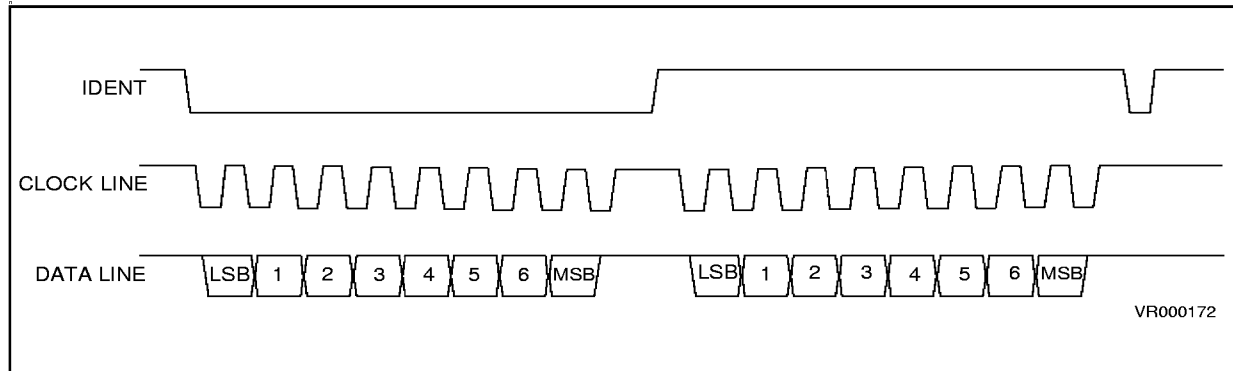 IDENT
CLOCK LINE
DATA LINE LSB 1 2 3 4 5 6 MSB LSB 1 2 3 4 5 6 MSB
VR000172